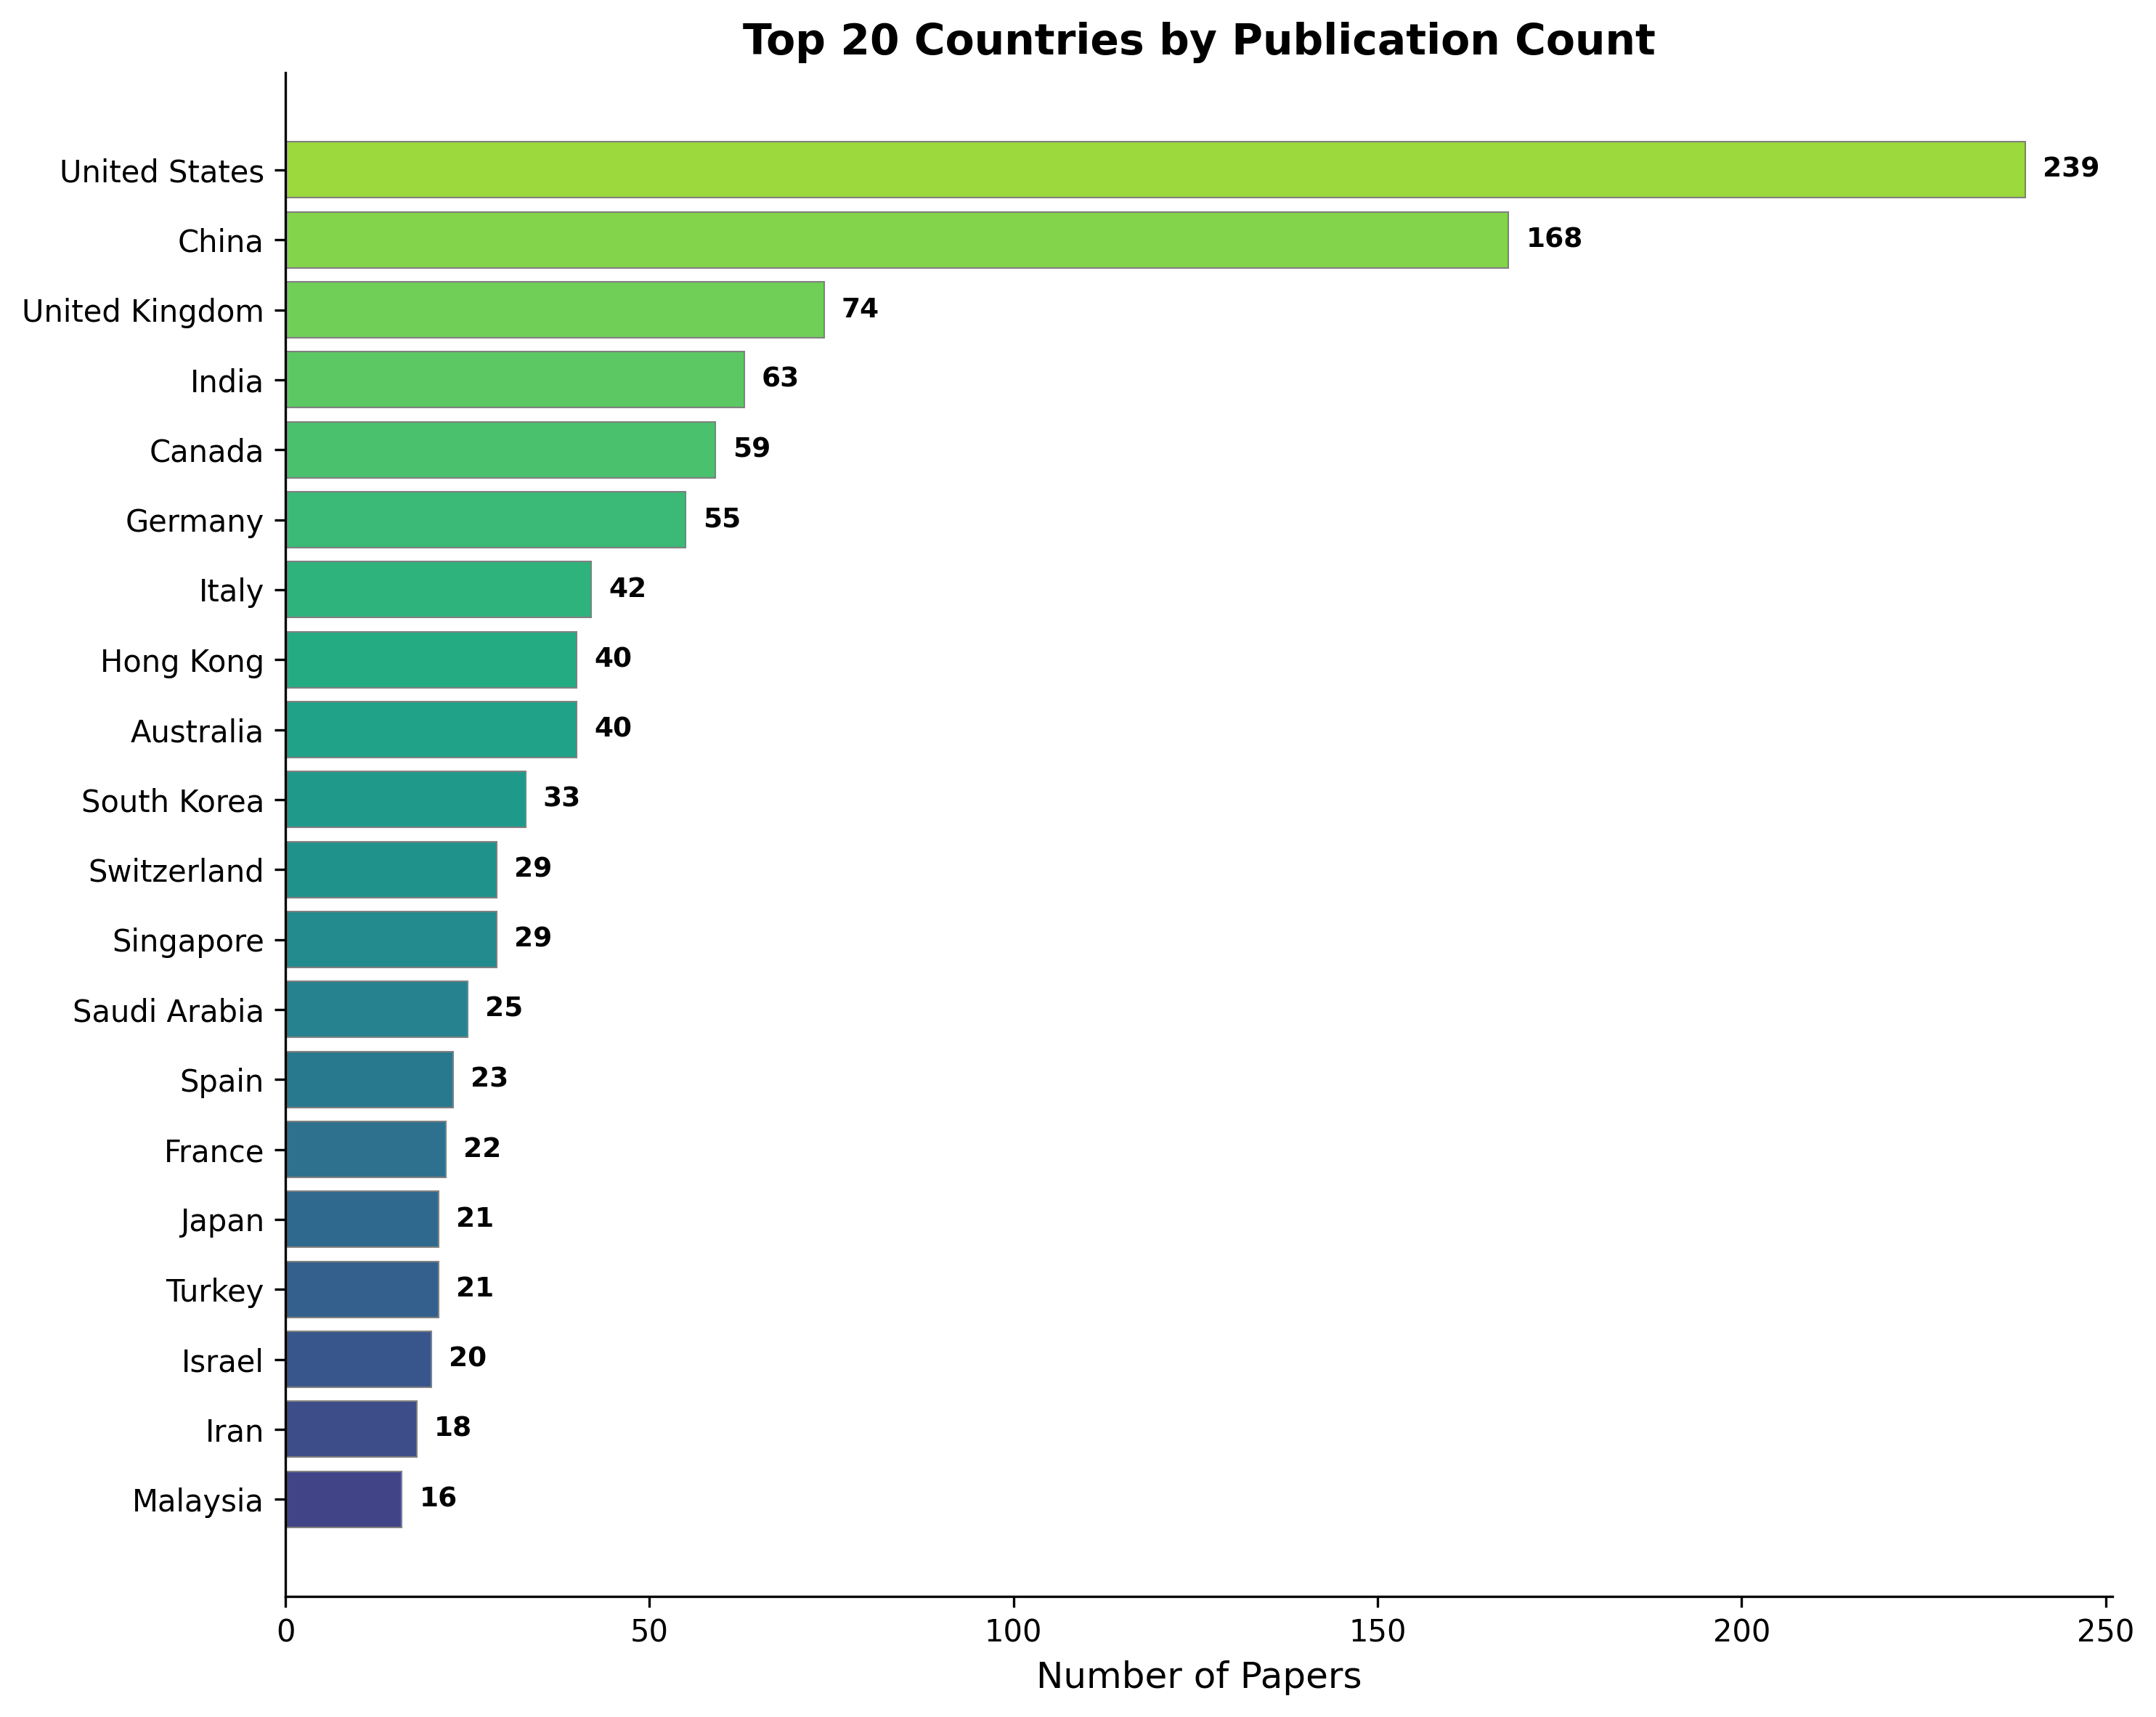 Top 20 Countries by Publication Count
United States 239
China 168
United Kingdom 74
India 63
Canada 59
Germany 55
Italy 42
Hong Kong 40
Australia 40
South Korea 33
Switzerland 29
Singapore 29
Saudi Arabia 25
Spain 23
France 22
Japan 21
Turkey 21
Israel 20
Iran 18
Malaysia 16
0 50 100 150 200 250
Number of Papers